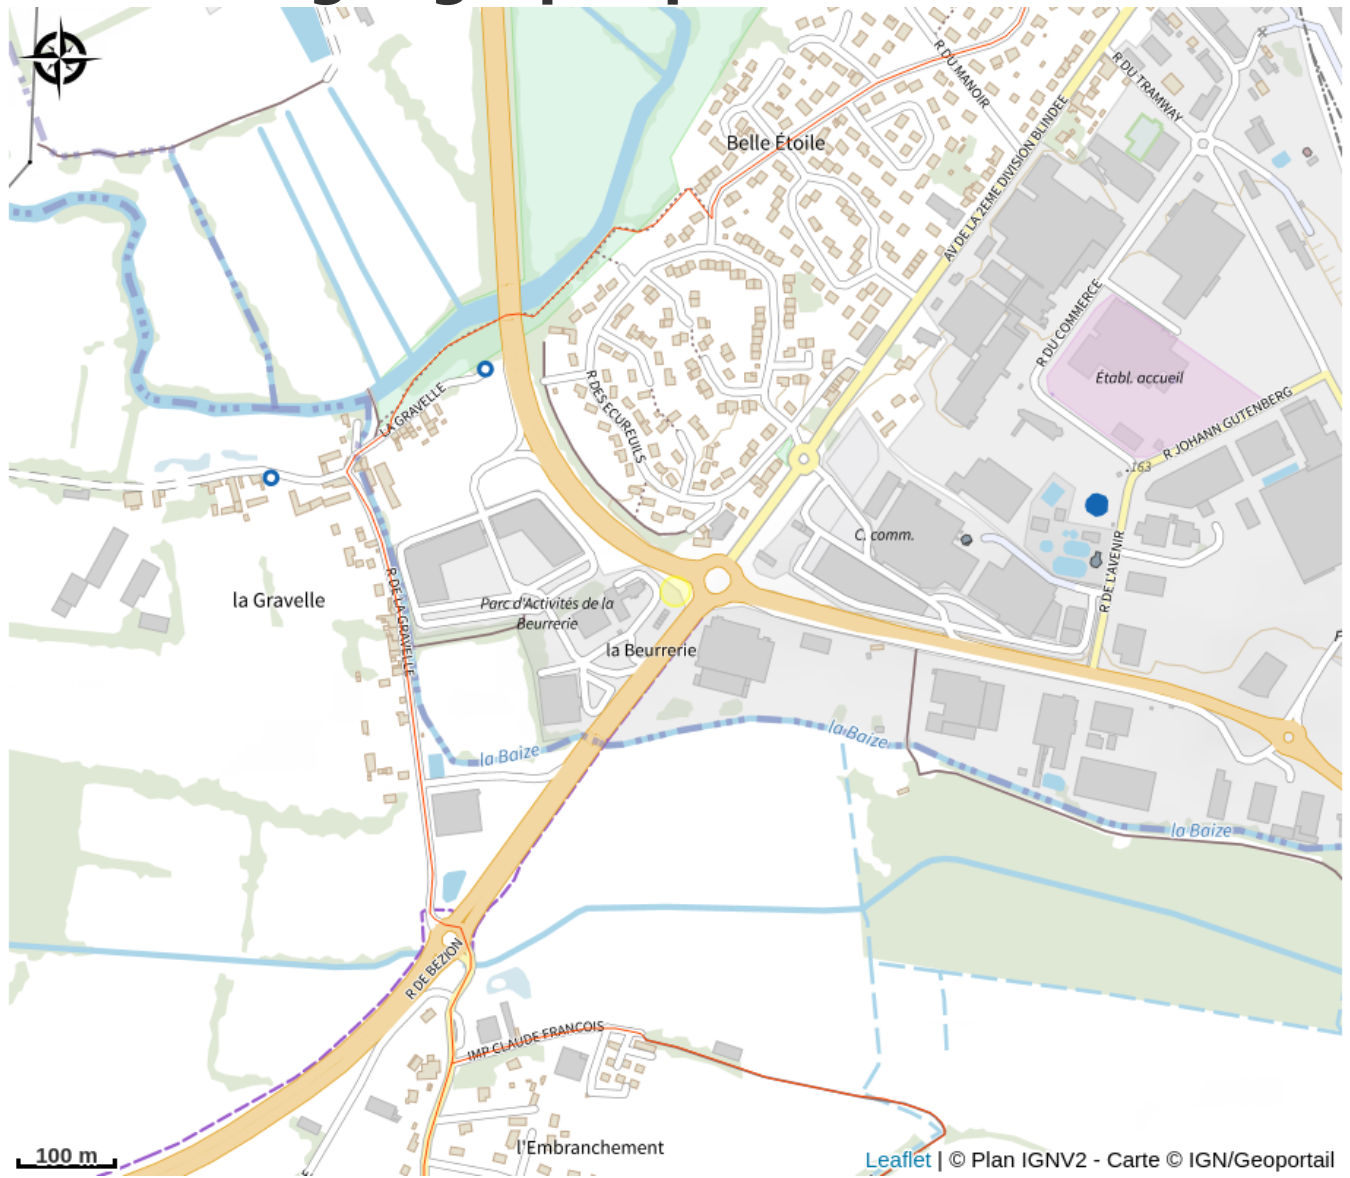 R DU MANOIR
R DU TRAMWAY
Belle Étoile
AV DE LA 2EME DIVISION BLINDEE
R DU COMMERCE
Établ. accueil
LA GRAVELLE
R DES ECUREUILS
R JOHANN GUTENBERG
163
C. comm.
R DE L'AVENIR
R DE LA GRAVELLE
la Gravelle
Parc d'Activités de la
Beurrerie
la Beurrerie
la Baize
la Baize
la Baize
R DE BEZION
IMP CLAUDE FRANCOIS
l'Embranchement
100 m
Leaflet | © Plan IGNV2 - Carte © IGN/Geoportail